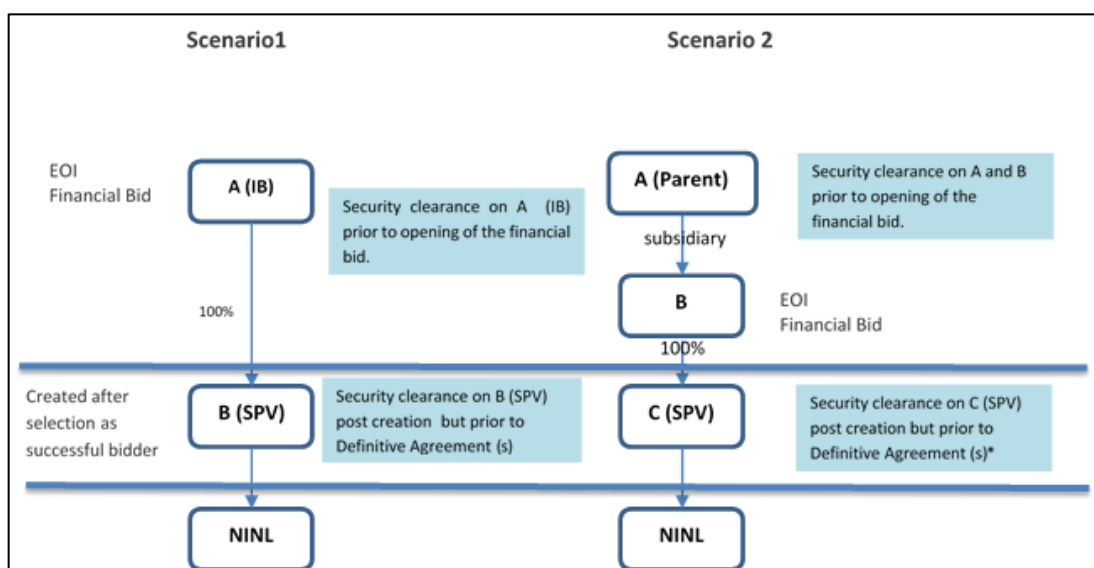 Scenario1
Scenario 2
EOI
Financial Bid
A (IB)
Security clearance on A (IB)
prior to opening of the financial
bid.
100%
A (Parent)
Security clearance on A and B
prior to opening of the
financial bid.
subsidiary
B
EOI
Financial Bid
100%
Created after
selection as
successful bidder
B (SPV)
Security clearance on B (SPV)
post creation but prior to
Definitive Agreement (s)
C (SPV)
Security clearance on C (SPV)
post creation but prior to
Definitive Agreement (s)*
NINL
NINL